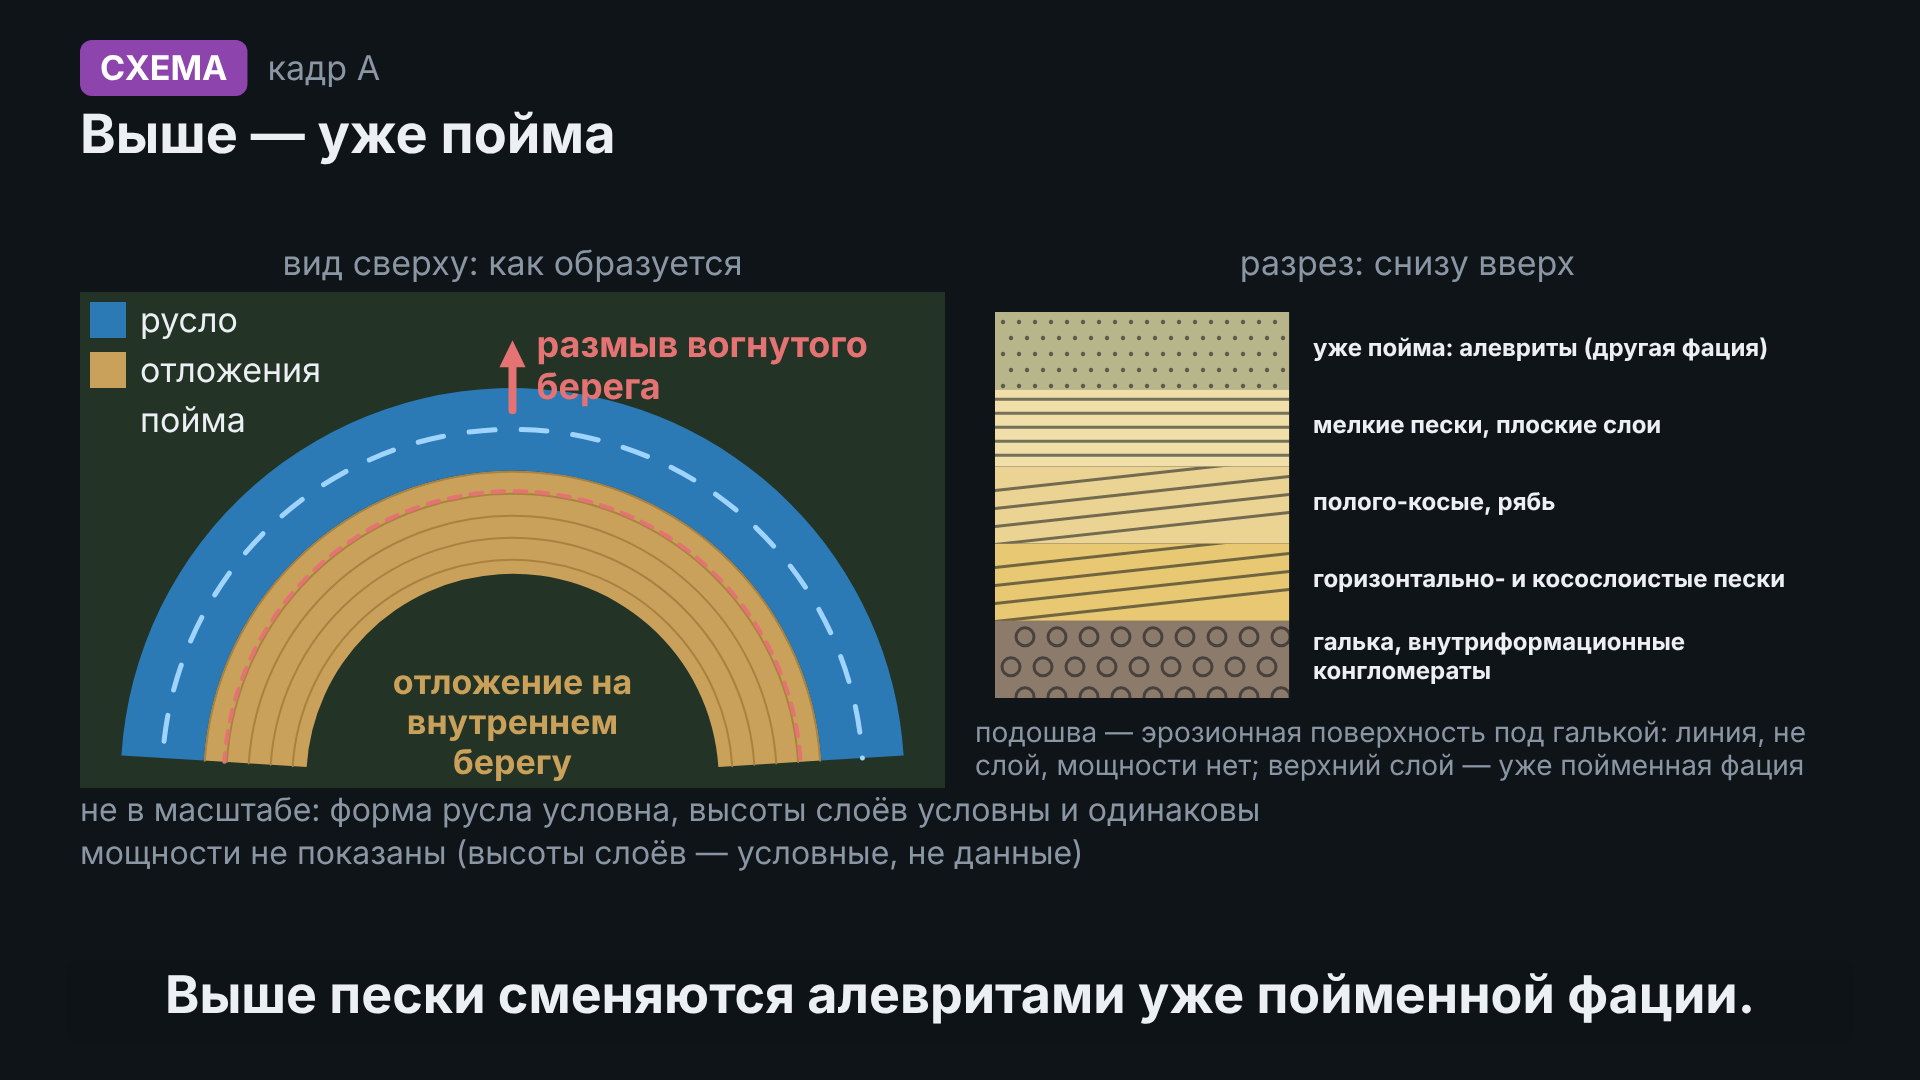 СХЕМА кадр А
Выше — уже пойма
вид сверху: как образуется
русло
отложения
пойма
размыв вогнутого
берега
отложение на
внутреннем
берегу
разрез: снизу вверх
уже пойма: алевриты (другая фация)
мелкие пески, плоские слои
полого-косые, рябь
горизонтально- и косослоистые пески
галька, внутриформационные
конгломераты
подошва — эрозионная поверхность под галькой: линия, не
слой, мощности нет; верхний слой — уже пойменная фация
не в масштабе: форма русла условна, высоты слоёв условны и одинаковы
мощности не показаны (высоты слоёв — условные, не данные)
Выше пески сменяются алевритами уже пойменной фации.